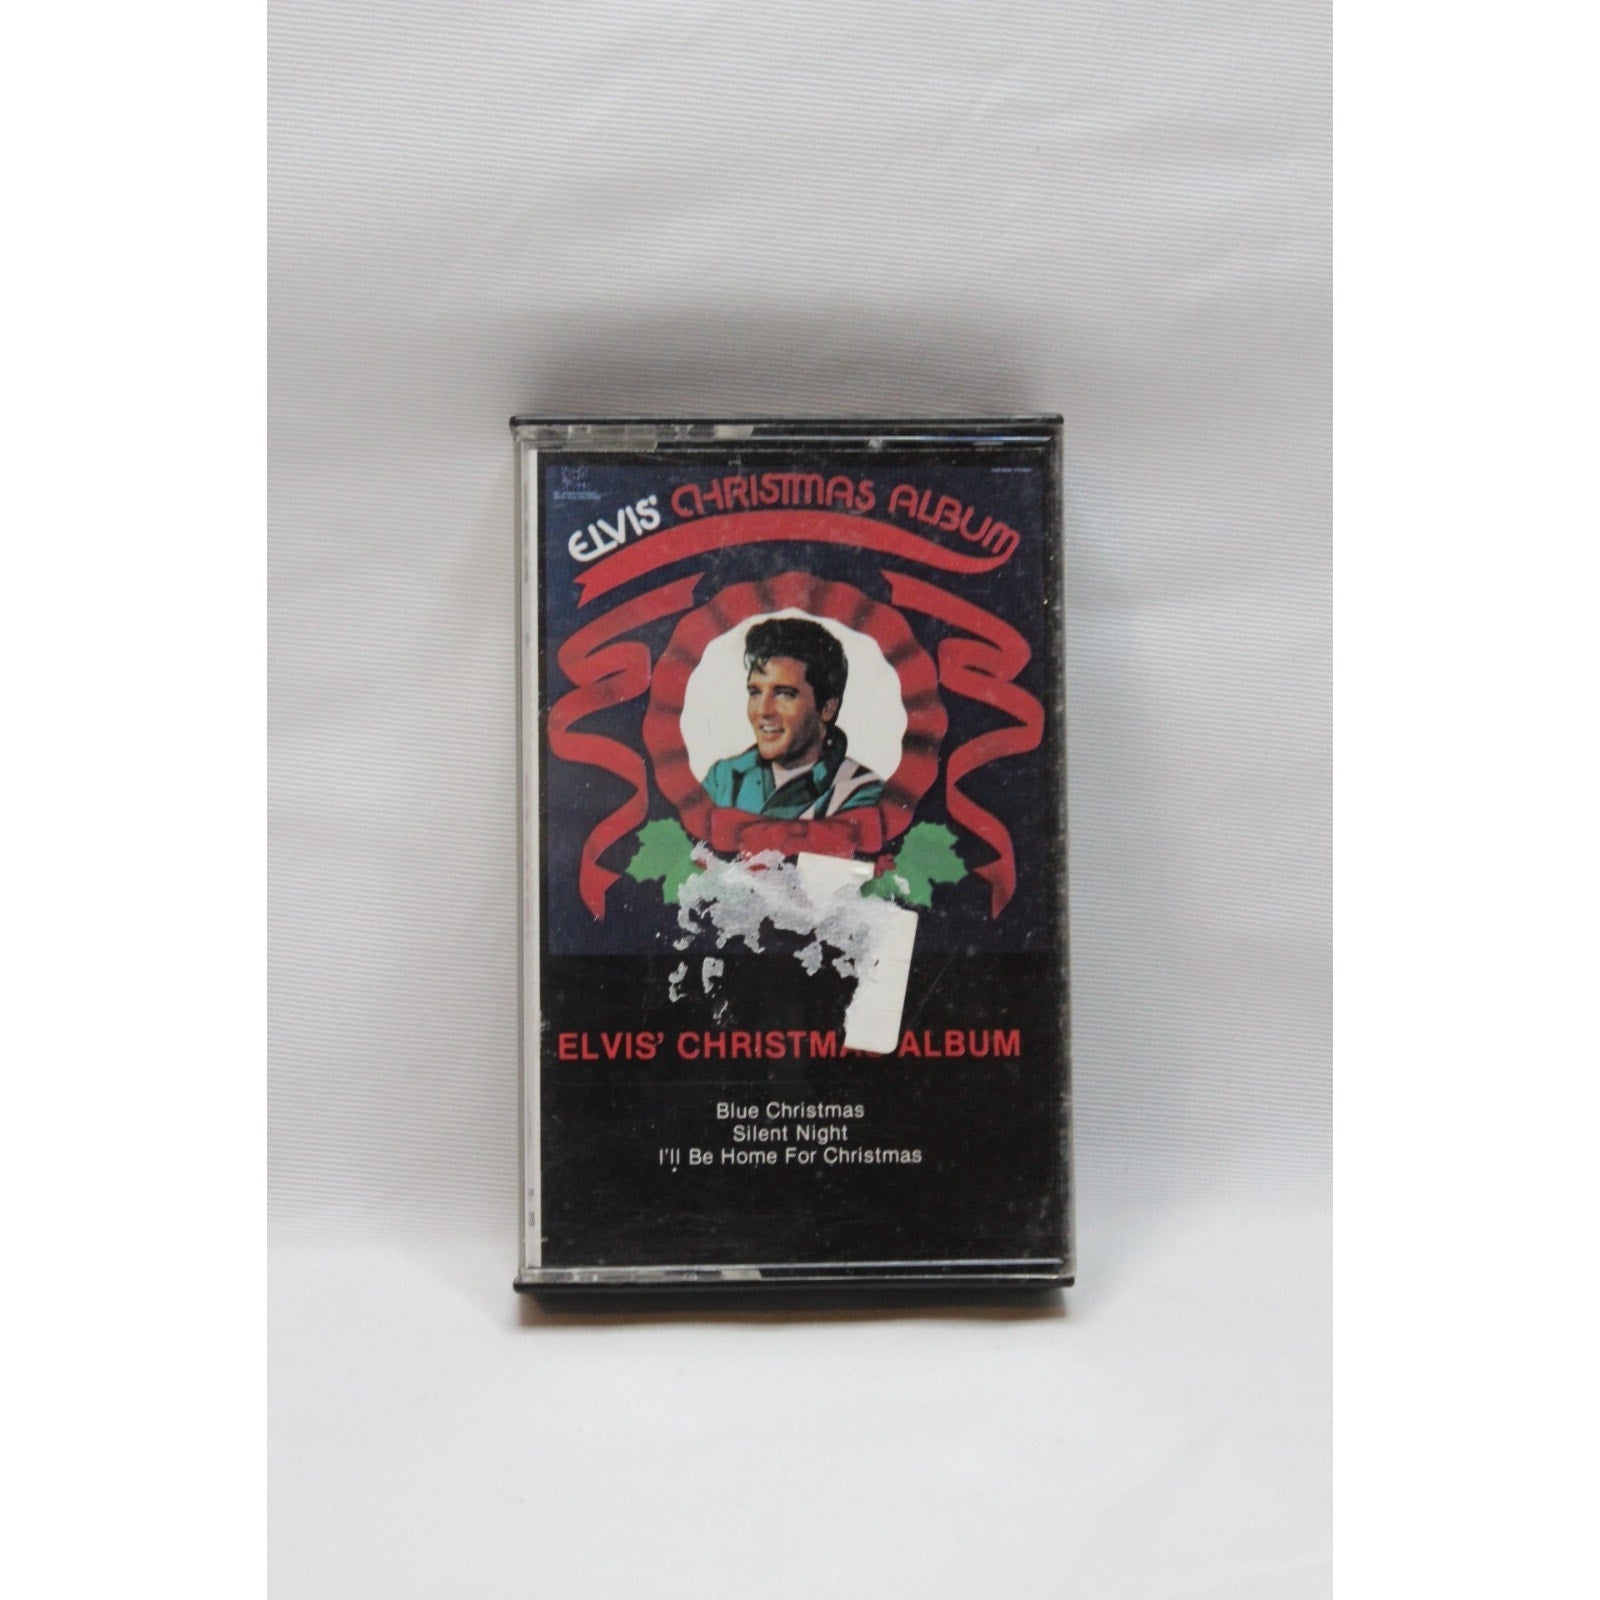 ELVIS' CHRISTMAS ALBUM
ELVIS' CHRISTMAS ALBUM
Blue Christmas
Silent Night
I'll Be Home For Christmas